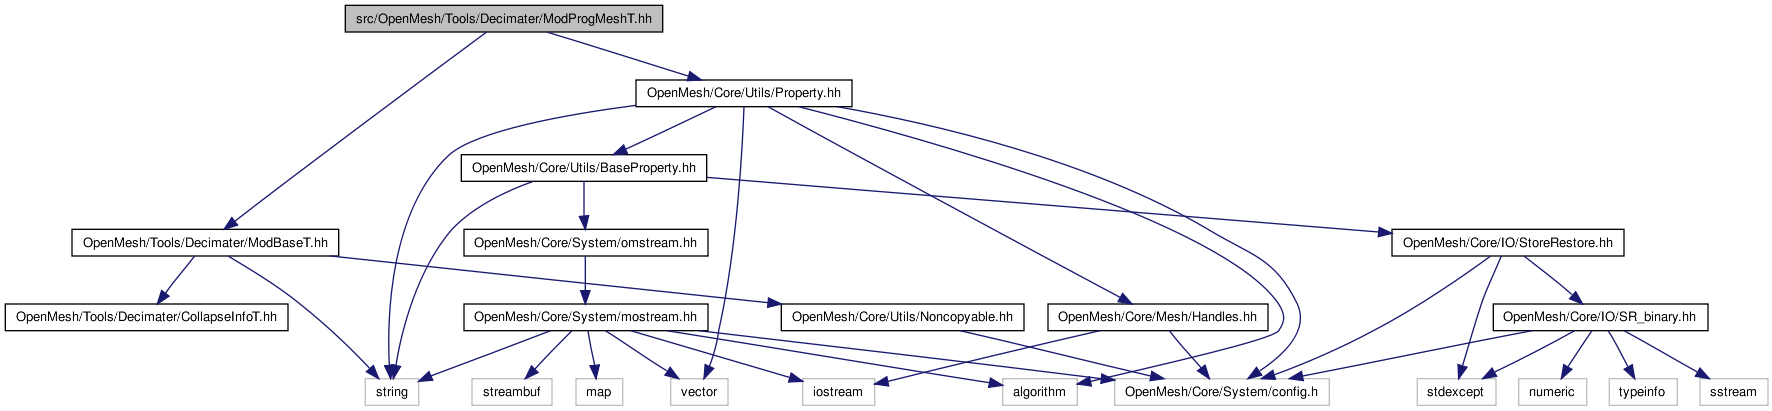 src/OpenMesh/Tools/Decimater/ModProgMeshT.hh
OpenMesh/Core/Utils/Property.hh
OpenMesh/Core/Utils/BaseProperty.hh
OpenMesh/Tools/Decimater/ModBaseT.hh
OpenMesh/Core/System/omstream.hh
OpenMesh/Core/IO/StoreRestore.hh
OpenMesh/Tools/Decimater/CollapseInfoT.hh
OpenMesh/Core/System/mostream.hh
OpenMesh/Core/Utils/Noncopyable.hh
OpenMesh/Core/Mesh/Handles.hh
OpenMesh/Core/IO/SR_binary.hh
string
streambuf
map
vector
iostream
algorithm
OpenMesh/Core/System/config.h
stdexcept
numeric
typeinfo
sstream